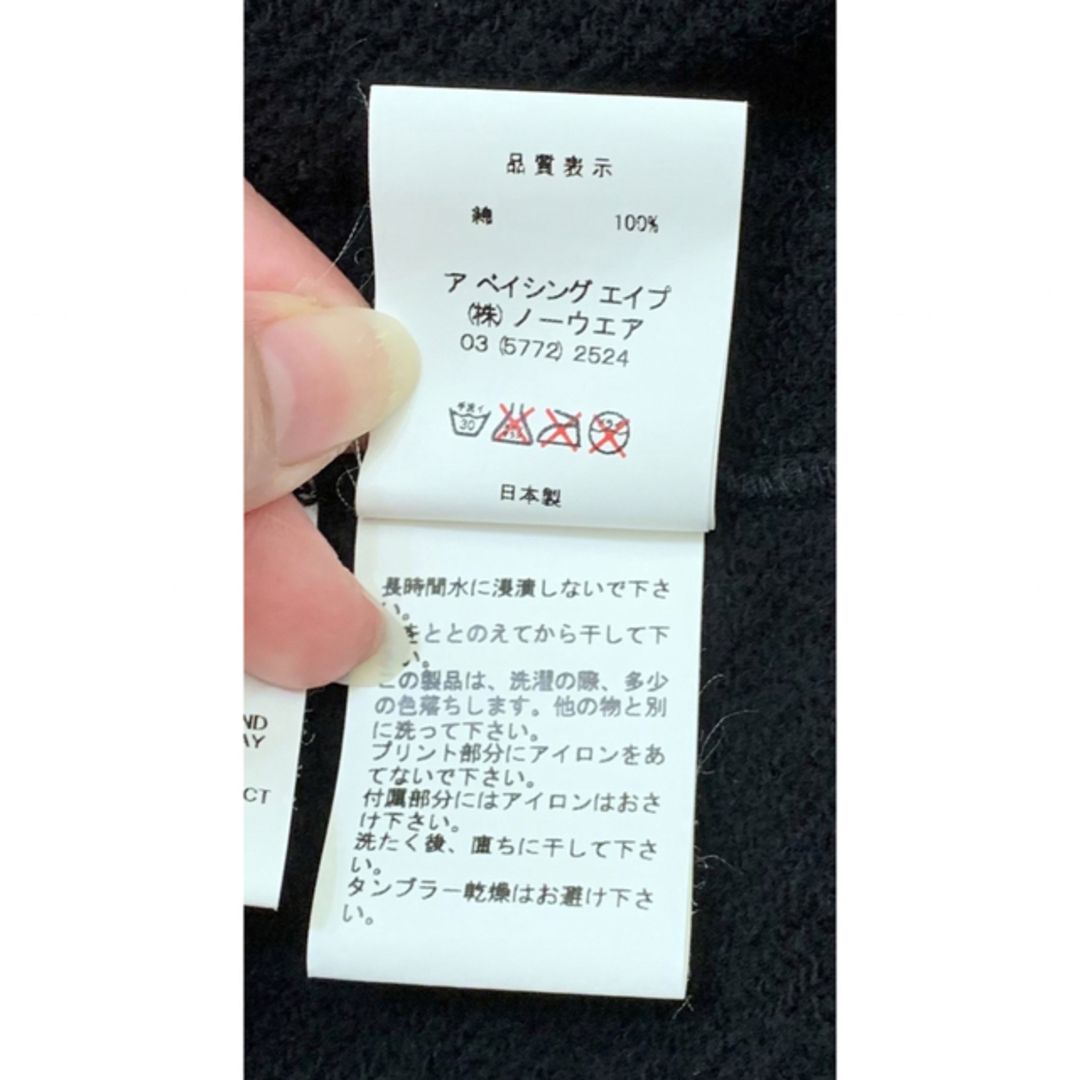 品質表示
綿 100%
ア ベイシング エイプ
(株) ノーウエア
03 (5772) 2524
手洗イ
30
日本製
長時間水に浸漬しないで下さ
い。
をととのえてから干して下
い。
この製品は、洗濯の際、多少
の色落ちします。他の物と別
に洗って下さい。
プリント部分にアイロンをあ
てないで下さい。
付属部分にはアイロンはおさ
け下さい。
洗たく後、直ちに干して下さ
い。
タンブラー乾燥はお避け下さ
い。
ND
AY
CT